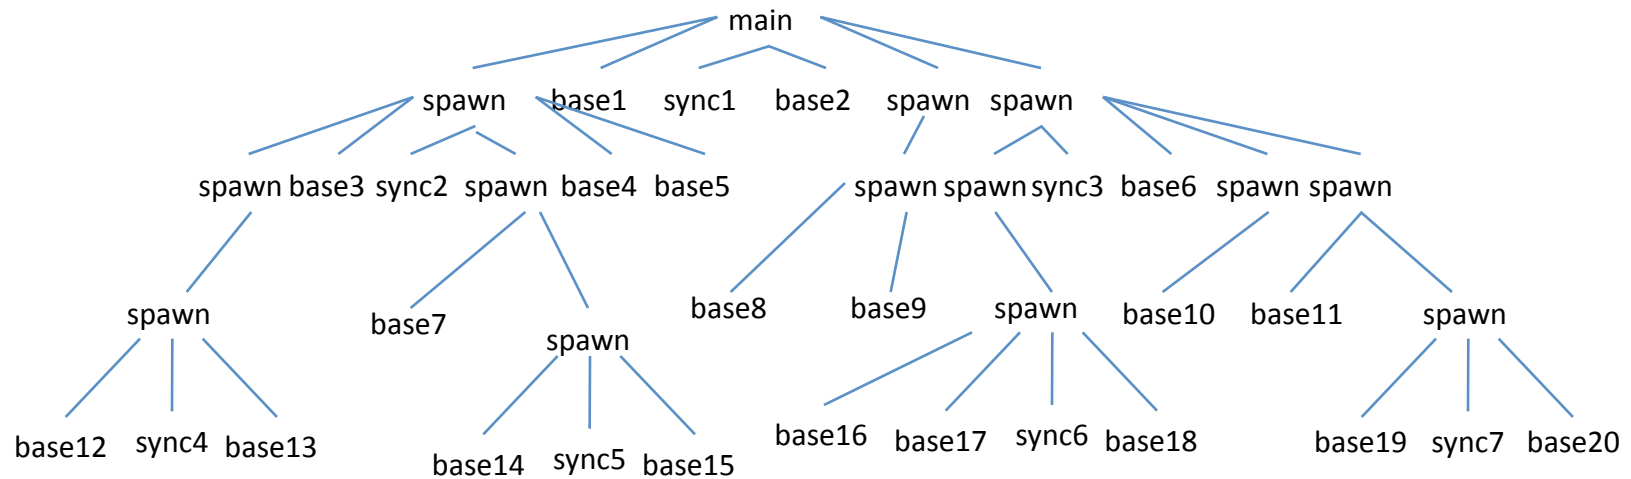 main
spawn base1 sync1 base2 spawn spawn
spawn base3 sync2 spawn base4 base5 spawn spawn sync3 base6 spawn spawn
spawn base7 spawn base8 base9 spawn base10 base11 spawn
base12 sync4 base13 base14 sync5 base15 base16 base17 sync6 base18 base19 sync7 base20